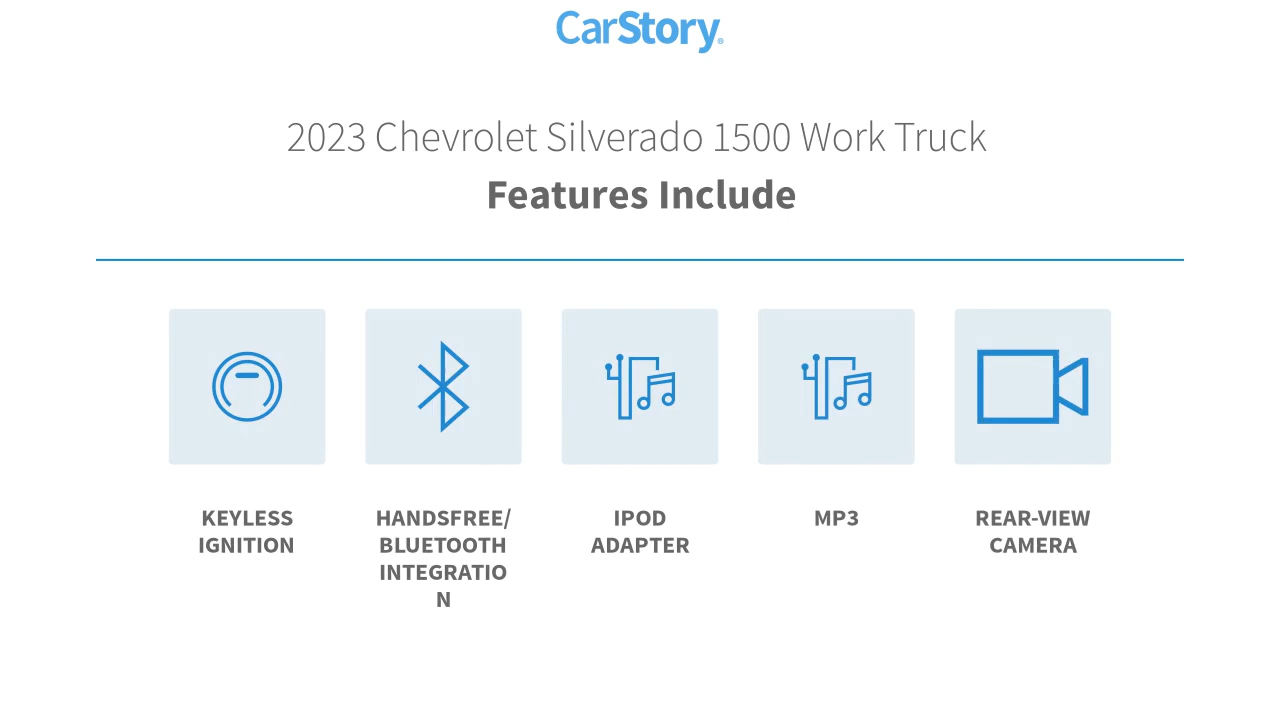 CarStory®
2023 Chevrolet Silverado 1500 Work Truck
Features Include
KEYLESS
IGNITION
HANDSFREE/
BLUETOOTH
INTEGRATIO
N
IPOD
ADAPTER
MP3
REAR-VIEW
CAMERA